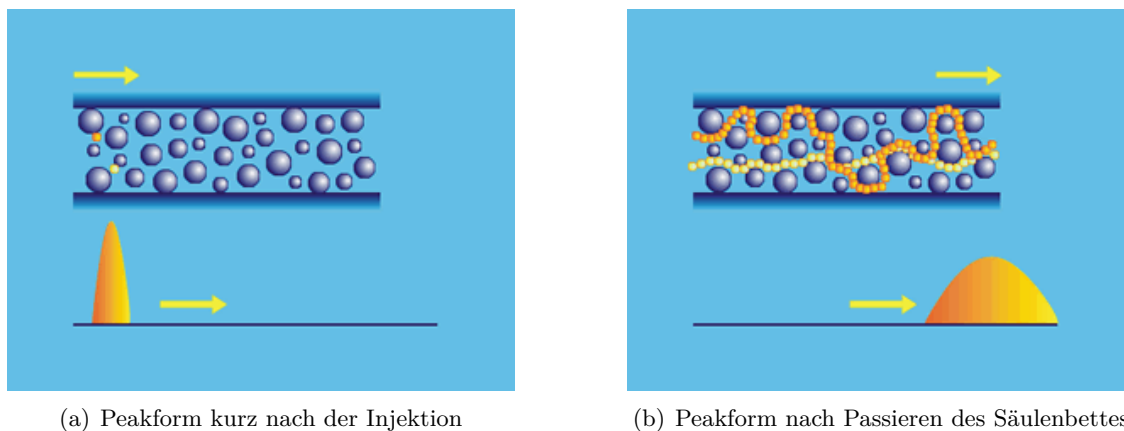 (a) Peakform kurz nach der Injektion
(b) Peakform nach Passieren des Säulenbettes